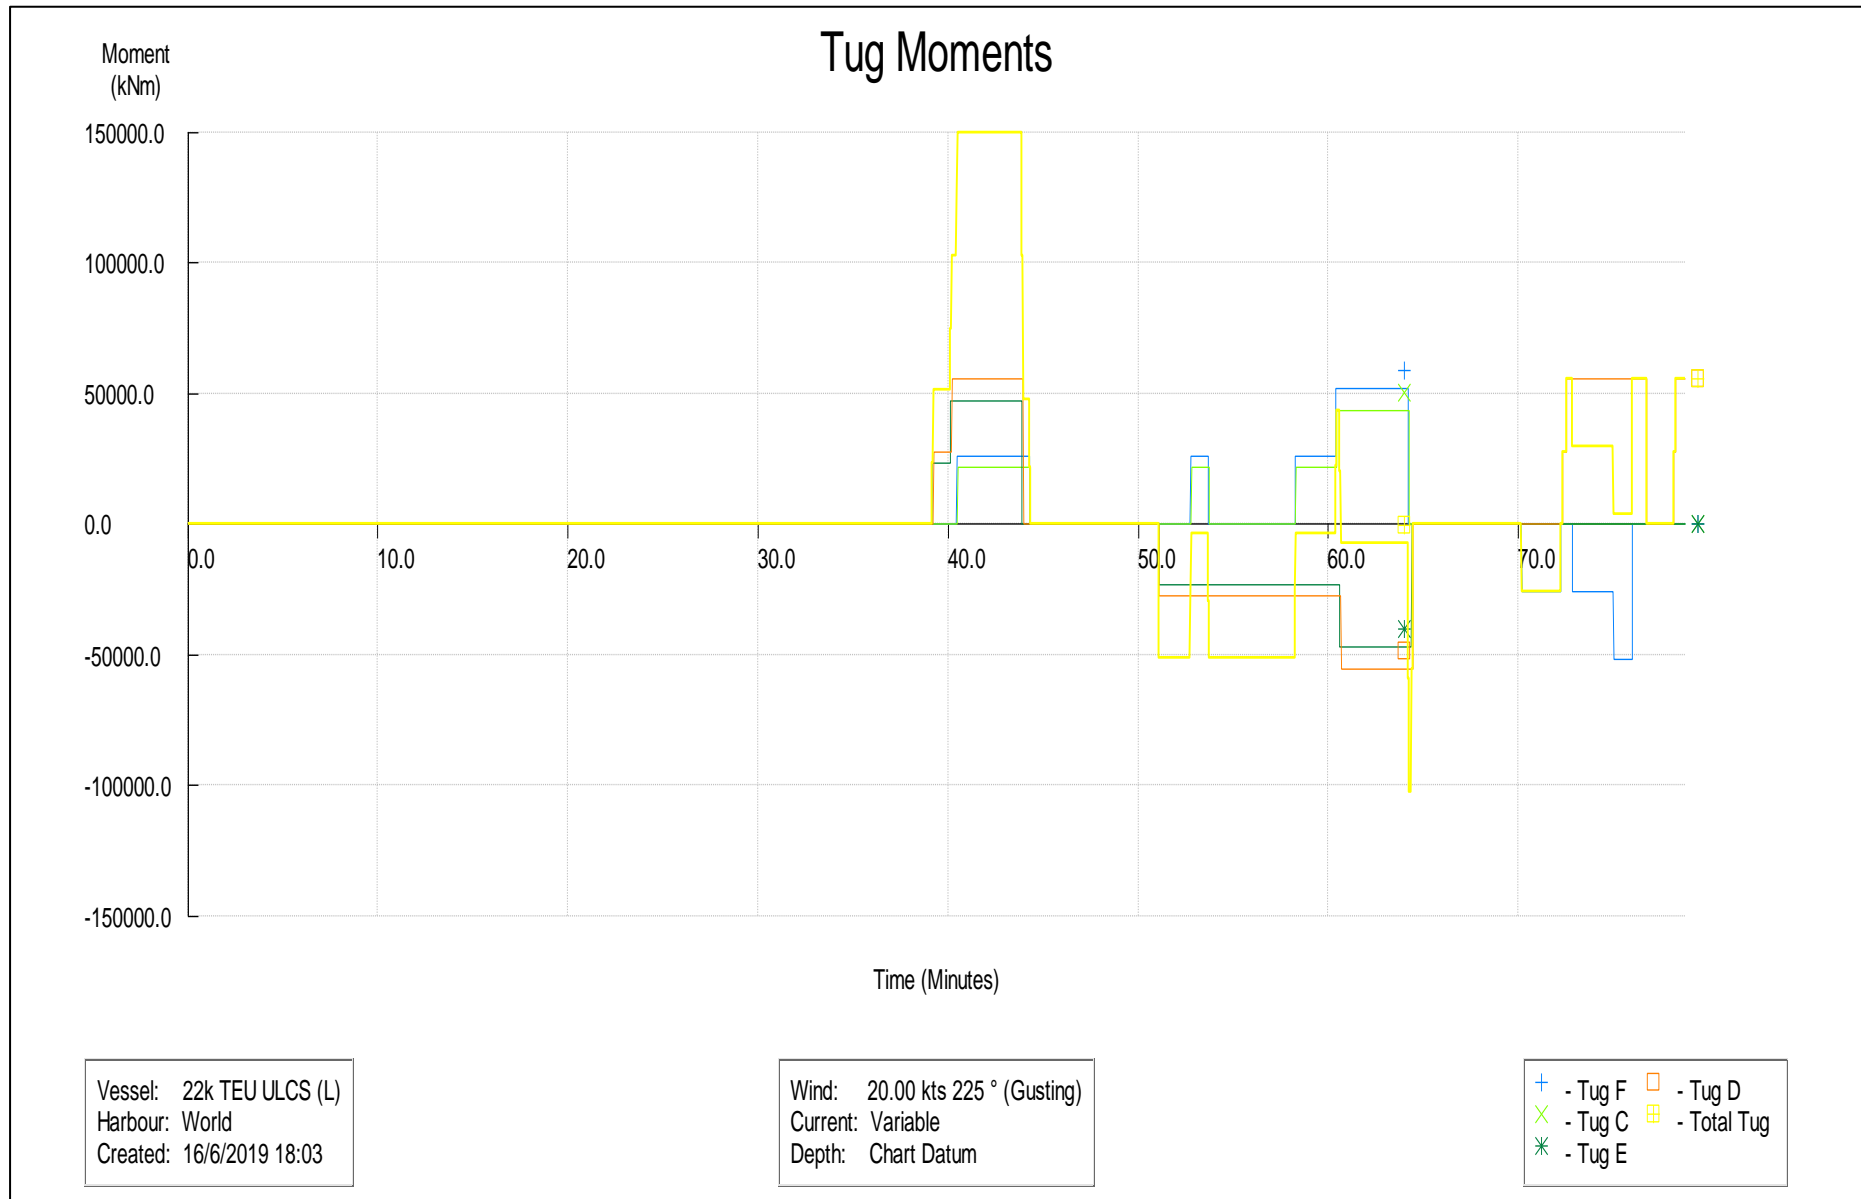 Tug Moments
Moment
(kNm)
150000.0
100000.0
50000.0
0.0
-50000.0
-100000.0
-150000.0
0.0 10.0 20.0 30.0 40.0 50.0 60.0 70.0
Time (Minutes)
Vessel: 22k TEU ULCS (L)
Harbour: World
Created: 16/6/2019 18:03
Wind: 20.00 kts 225 ° (Gusting)
Current: Variable
Depth: Chart Datum
- Tug F - Tug D
- Tug C - Total Tug
- Tug E